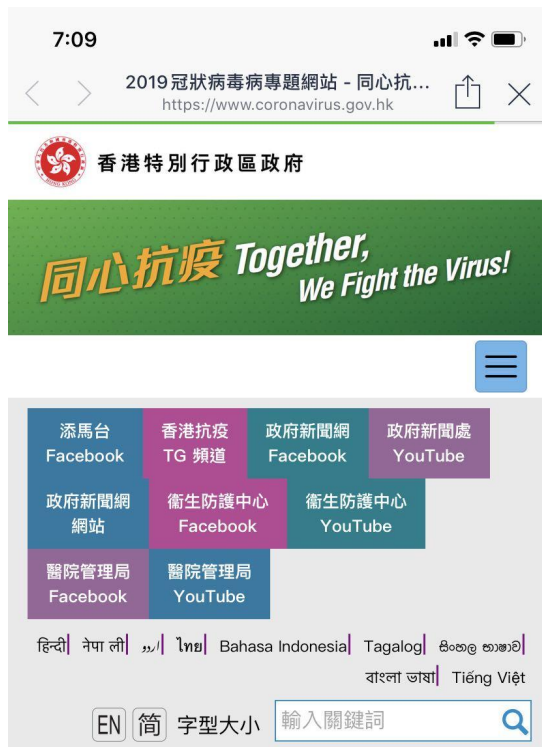 7:09
2019冠狀病毒病專題網站 - 同心抗...
https://www.coronavirus.gov.hk
香港特別行政區政府
同心抗疫 Together,
We Fight the Virus!
添馬台 香港抗疫 政府新聞網 政府新聞處
Facebook TG 頻道 Facebook YouTube
政府新聞網 衞生防護中心 衞生防護中心
網站 Facebook YouTube
醫院管理局 醫院管理局
Facebook YouTube
हिन्दी| नेपा ली| اردو| ไทย| Bahasa Indonesia| Tagalog| සිංහල භාෂාව|
বাংলা ভাষা| Tiếng Việt
EN 简 字型大小 輸入關鍵詞